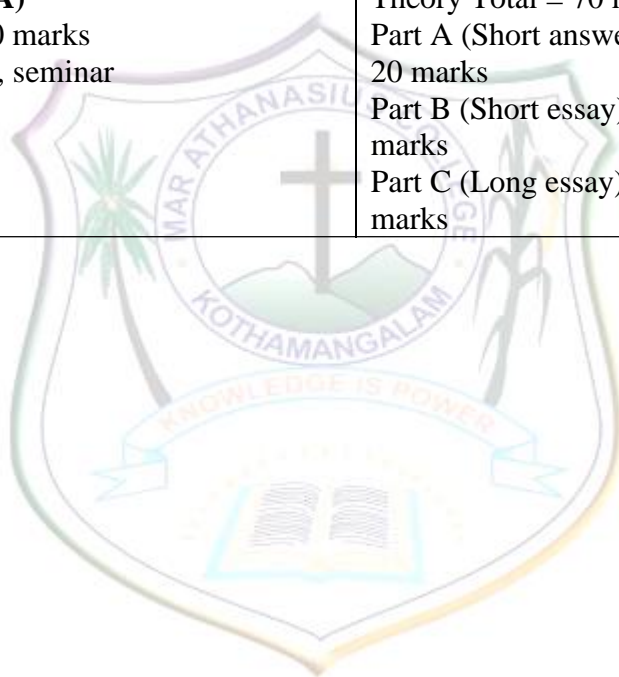 A)
0 marks
, seminar
Theory Total = 70
Part A (Short answe
20 marks
Part B (Short essay)
marks
Part C (Long essay)
marks
MAR ATHANASIUS COLLEGE
KOTHAMANGALAM
KNOWLEDGE IS POWER